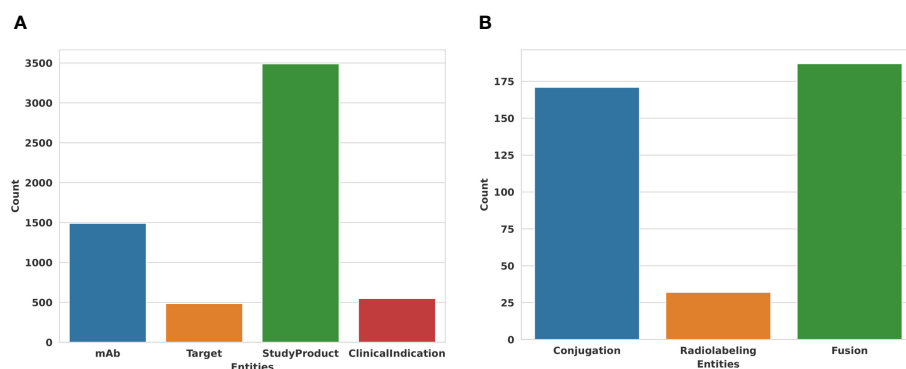 A
3500
3000
2500
2000
1500
1000
500
0
Count
mAb Target StudyProduct ClinicalIndication
Entities
B
175
150
125
100
75
50
25
0
Count
Conjugation Radiolabeling Fusion
Entities